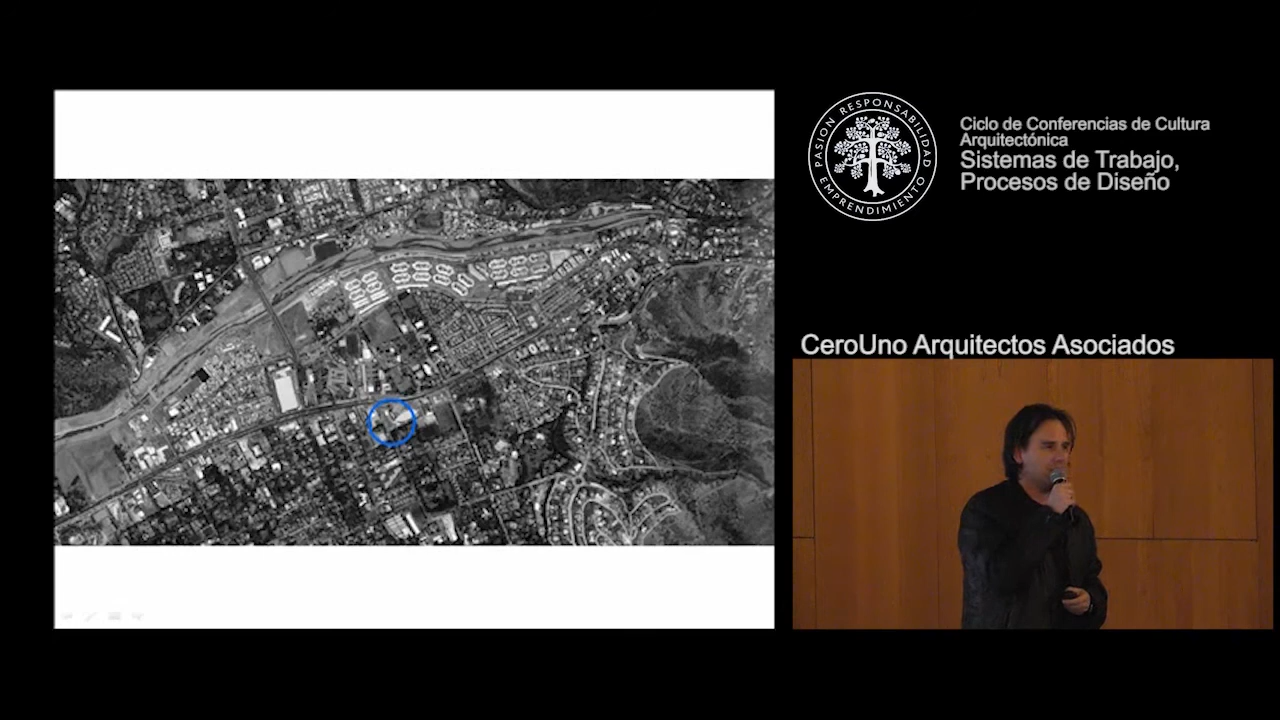 PASION RESPONSABILIDAD
EMPRENDIMIENTO
Ciclo de Conferencias de Cultura
Arquitectónica
Sistemas de Trabajo,
Procesos de Diseño
CeroUno Arquitectos Asociados